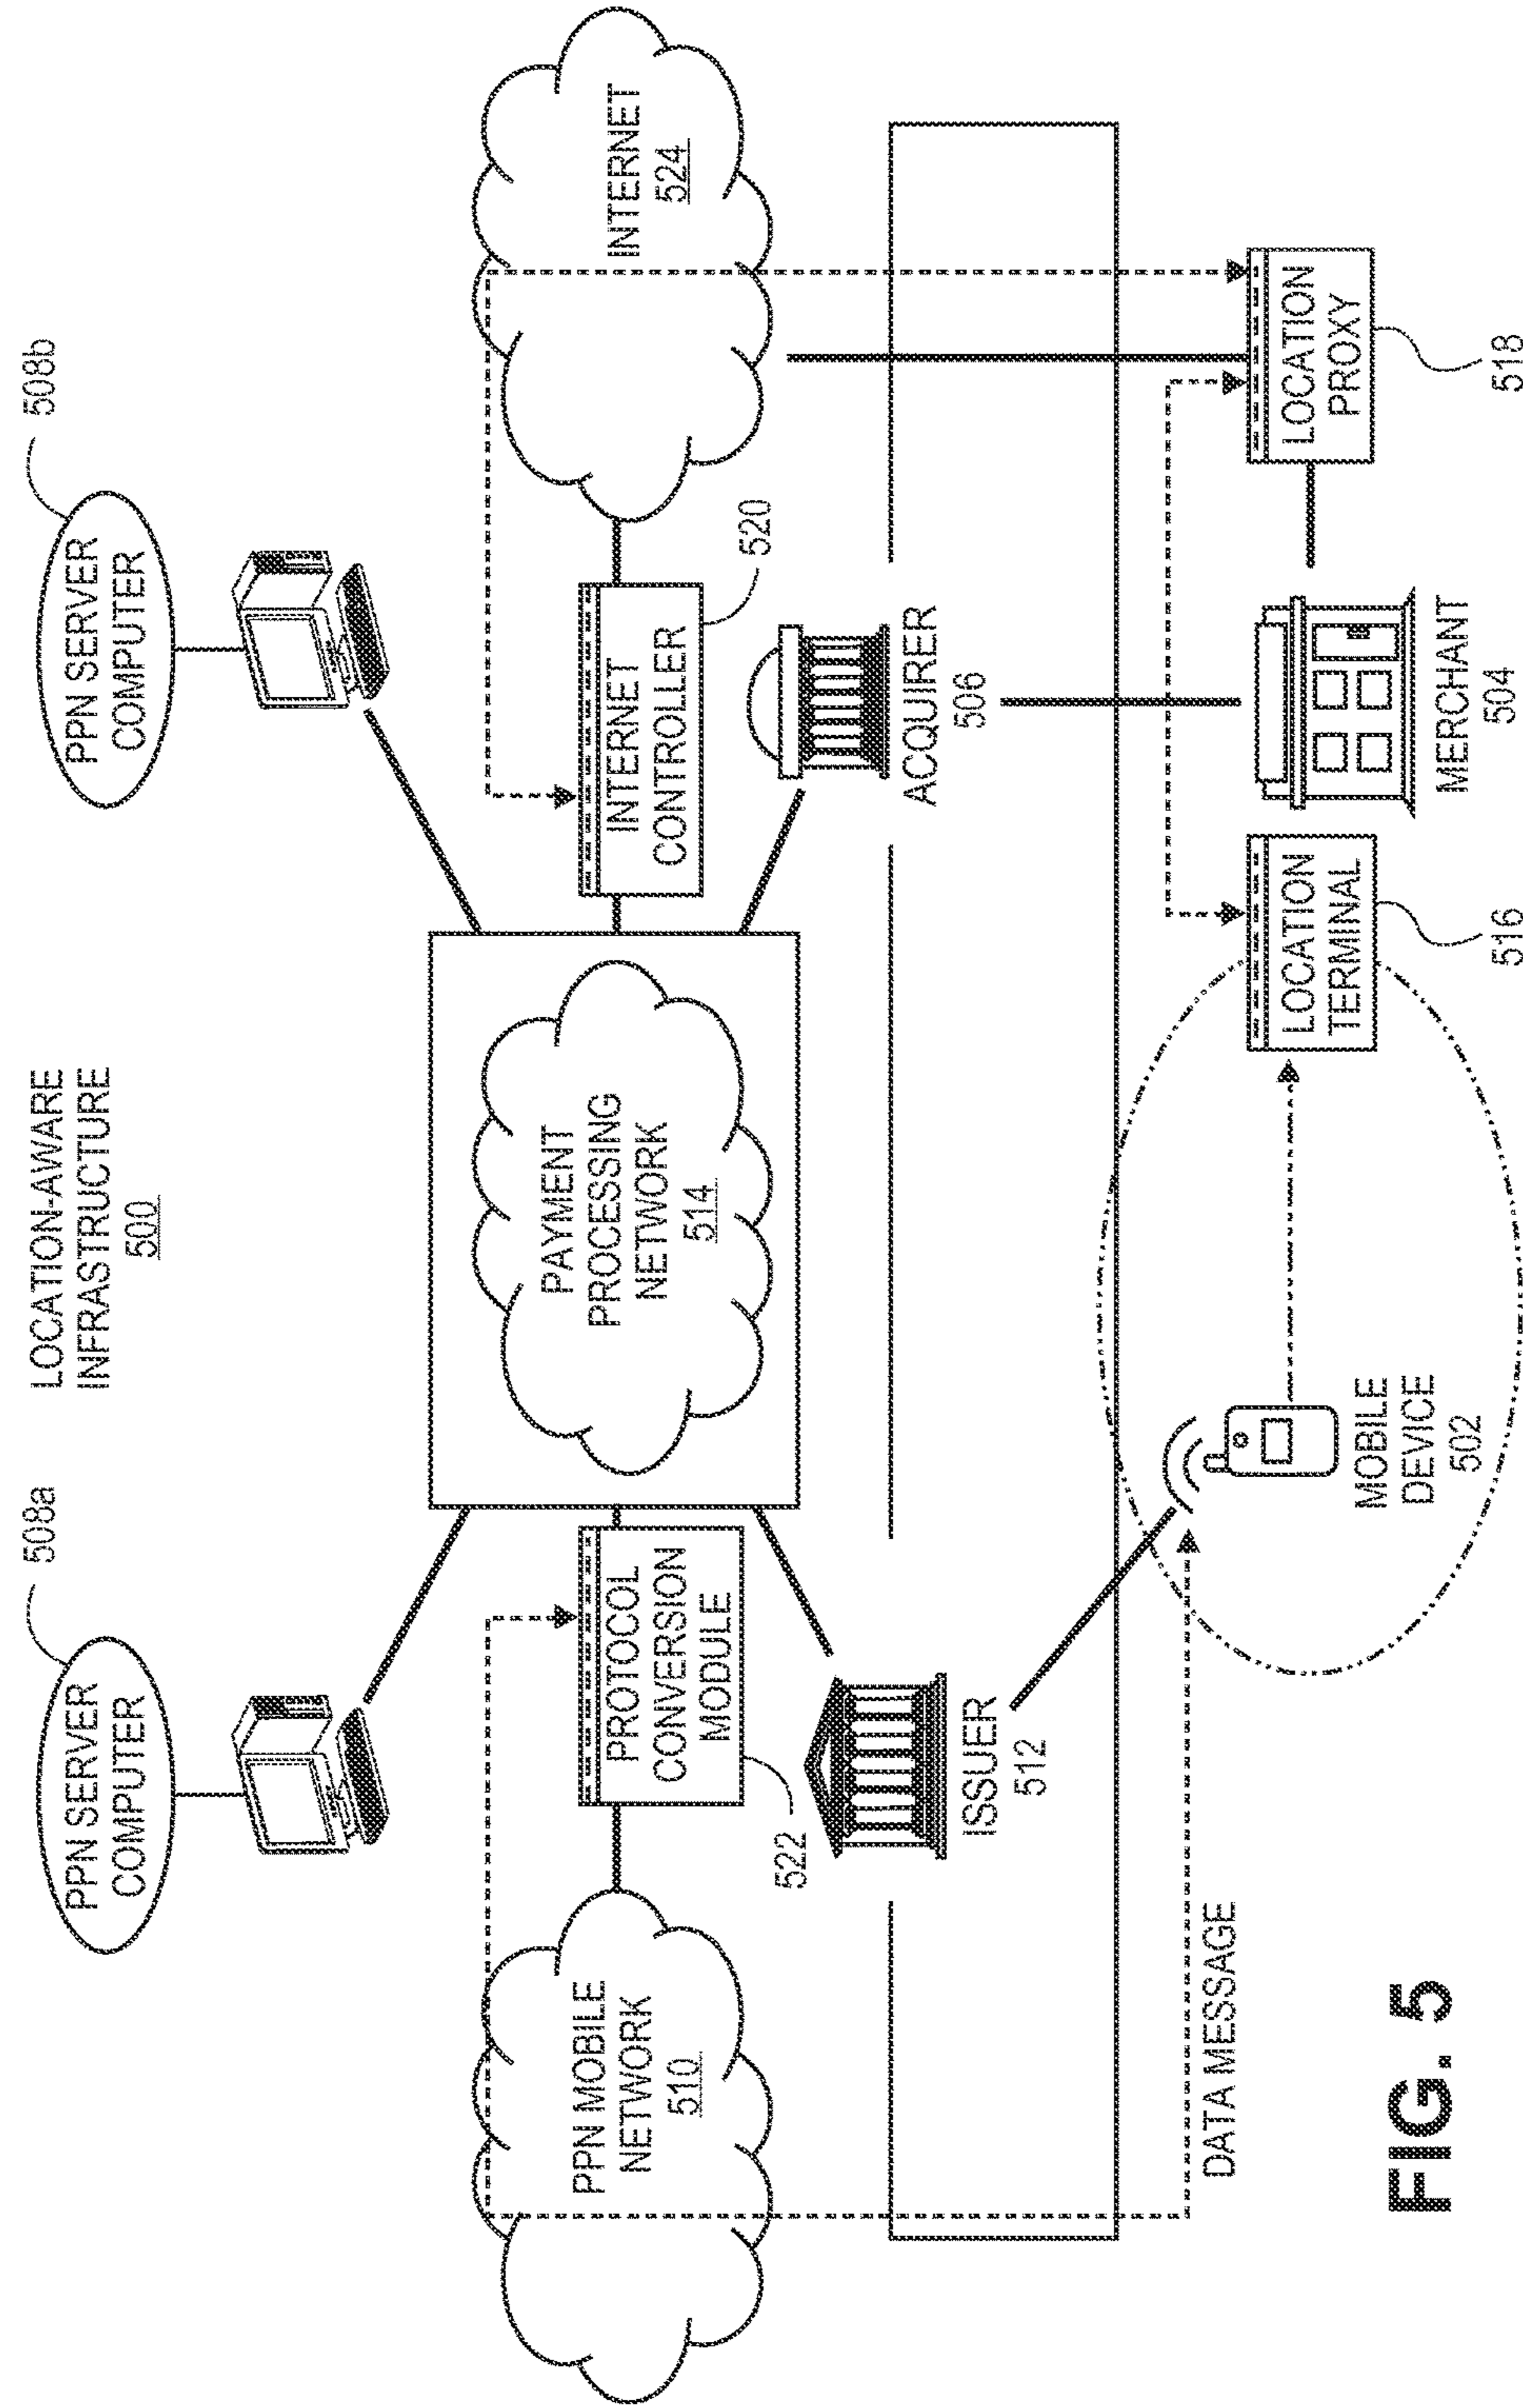 LOCATION-AWARE
INFRASTRUCTURE
500
508a
PPN SERVER
COMPUTER
508b
PPN SERVER
COMPUTER
PPN MOBILE
NETWORK
510
PROTOCOL
CONVERSION
MODULE
522
PAYMENT
PROCESSING
NETWORK
514
INTERNET
CONTROLLER
520
INTERNET
524
ISSUER
512
ACQUIRER
506
DATA MESSAGE
MOBILE
DEVICE
502
LOCATION
TERMINAL
516
MERCHANT
504
LOCATION
PROXY
518
FIG. 5